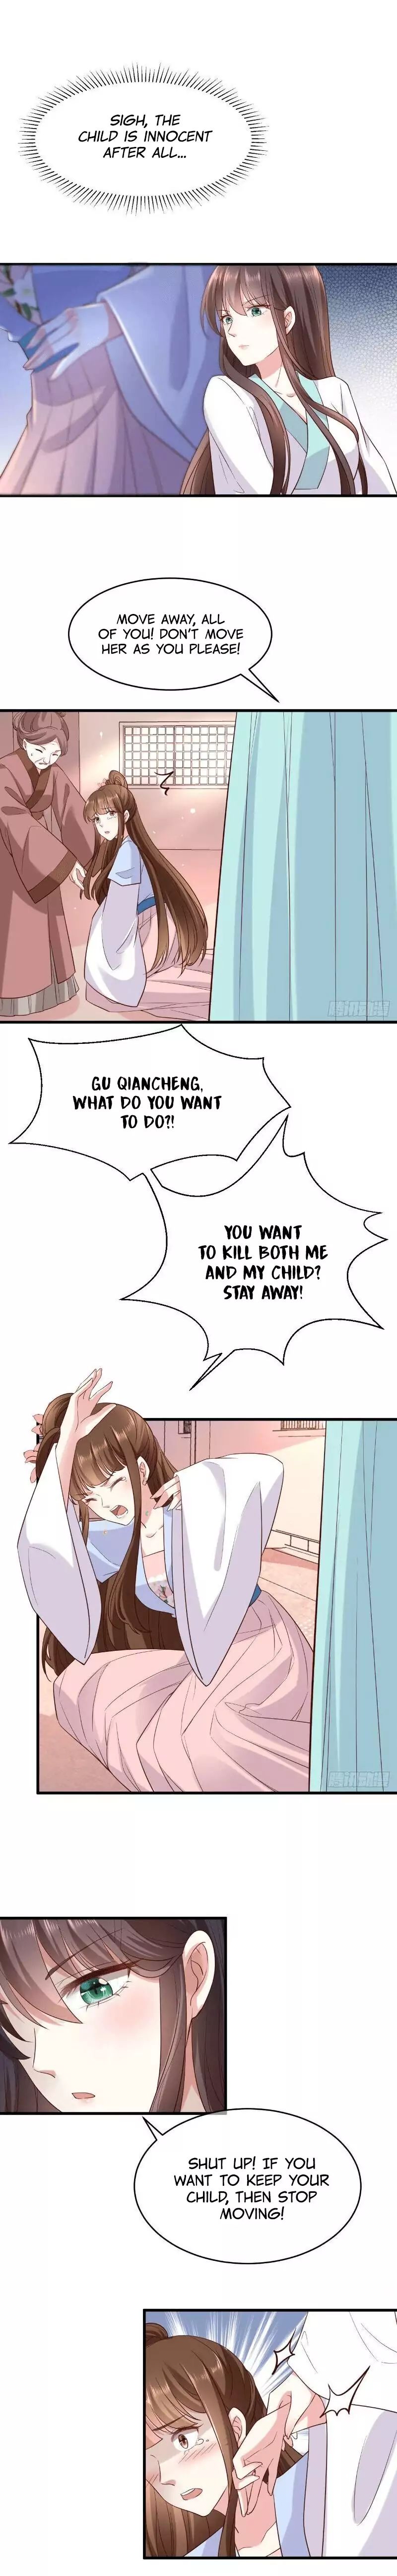 SIGH, THE
CHILD IS INNOCENT
AFTER ALL...
MOVE AWAY, ALL
OF YOU! DON'T MOVE
HER AS YOU PLEASE!
GU QIANCHENG,
WHAT DO YOU WANT
TO DO?!
YOU WANT
TO KILL BOTH ME
AND MY CHILD?
STAY AWAY!
SHUT UP! IF YOU
WANT TO KEEP YOUR
CHILD, THEN STOP
MOVING!